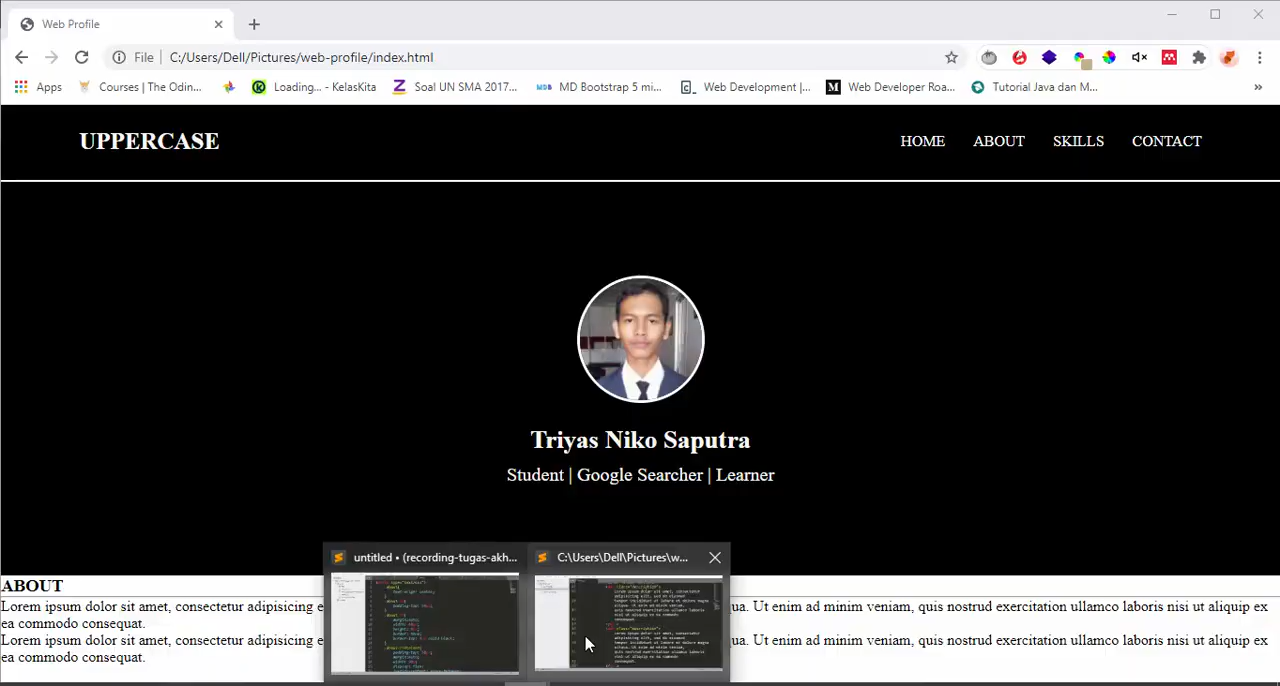 Web Profile
File
C:/Users/Dell/Pictures/web-profile/index.html
Apps
Courses | The Odin...
Lending... - KelasKita
Soal UN SMA 2017...
MD Bootstrap 5 mi...
Web Development |...
Web Developer Roa...
Tutorial Java dan M...
»
UPPERCASE
HOME
ABOUT
SKILLS
CONTACT
Triyas Niko Saputra
Student | Google Searcher | Learner
untitled • (recording-tugas-akh...
C:\Users\Dell\Pictures\w...
ABOUT
Lorem ipsum dolor sit amet, consectetur adipisicing e
ua. Ut enim ad minim veniam, quis nostrud exercitation ullamco laboris nisi ut aliquip ex
ea commodo consequat.
Lorem ipsum dolor sit amet, consectetur adipisicing e
ua. Ut enim ad minim veniam, quis nostrud exercitation ullamco laboris nisi ut aliquip ex
ea commodo consequat.